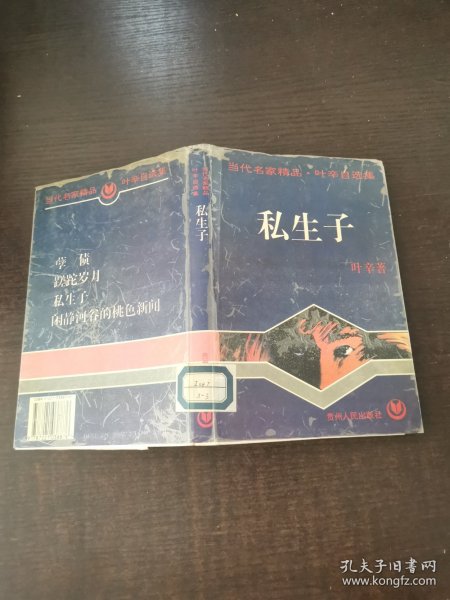 当代名家精品·叶辛自选集
私生子
叶辛著
贵州人民出版社
当代名家精品
叶辛自选集
私生子
当代名家精品
叶辛自选集
孽债
蹉跎岁月
私生子
闲静河谷的桃色新闻
孔夫子旧书网
www.kongfz.com